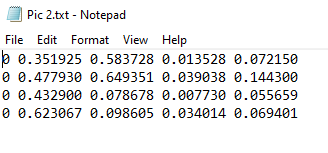 Pic 2.txt - Notepad
File Edit Format View Help
0 0.351925 0.583728 0.013528 0.072150
0 0.477930 0.649351 0.039038 0.144300
0 0.432900 0.078678 0.007730 0.055659
0 0.623067 0.098605 0.034014 0.069401